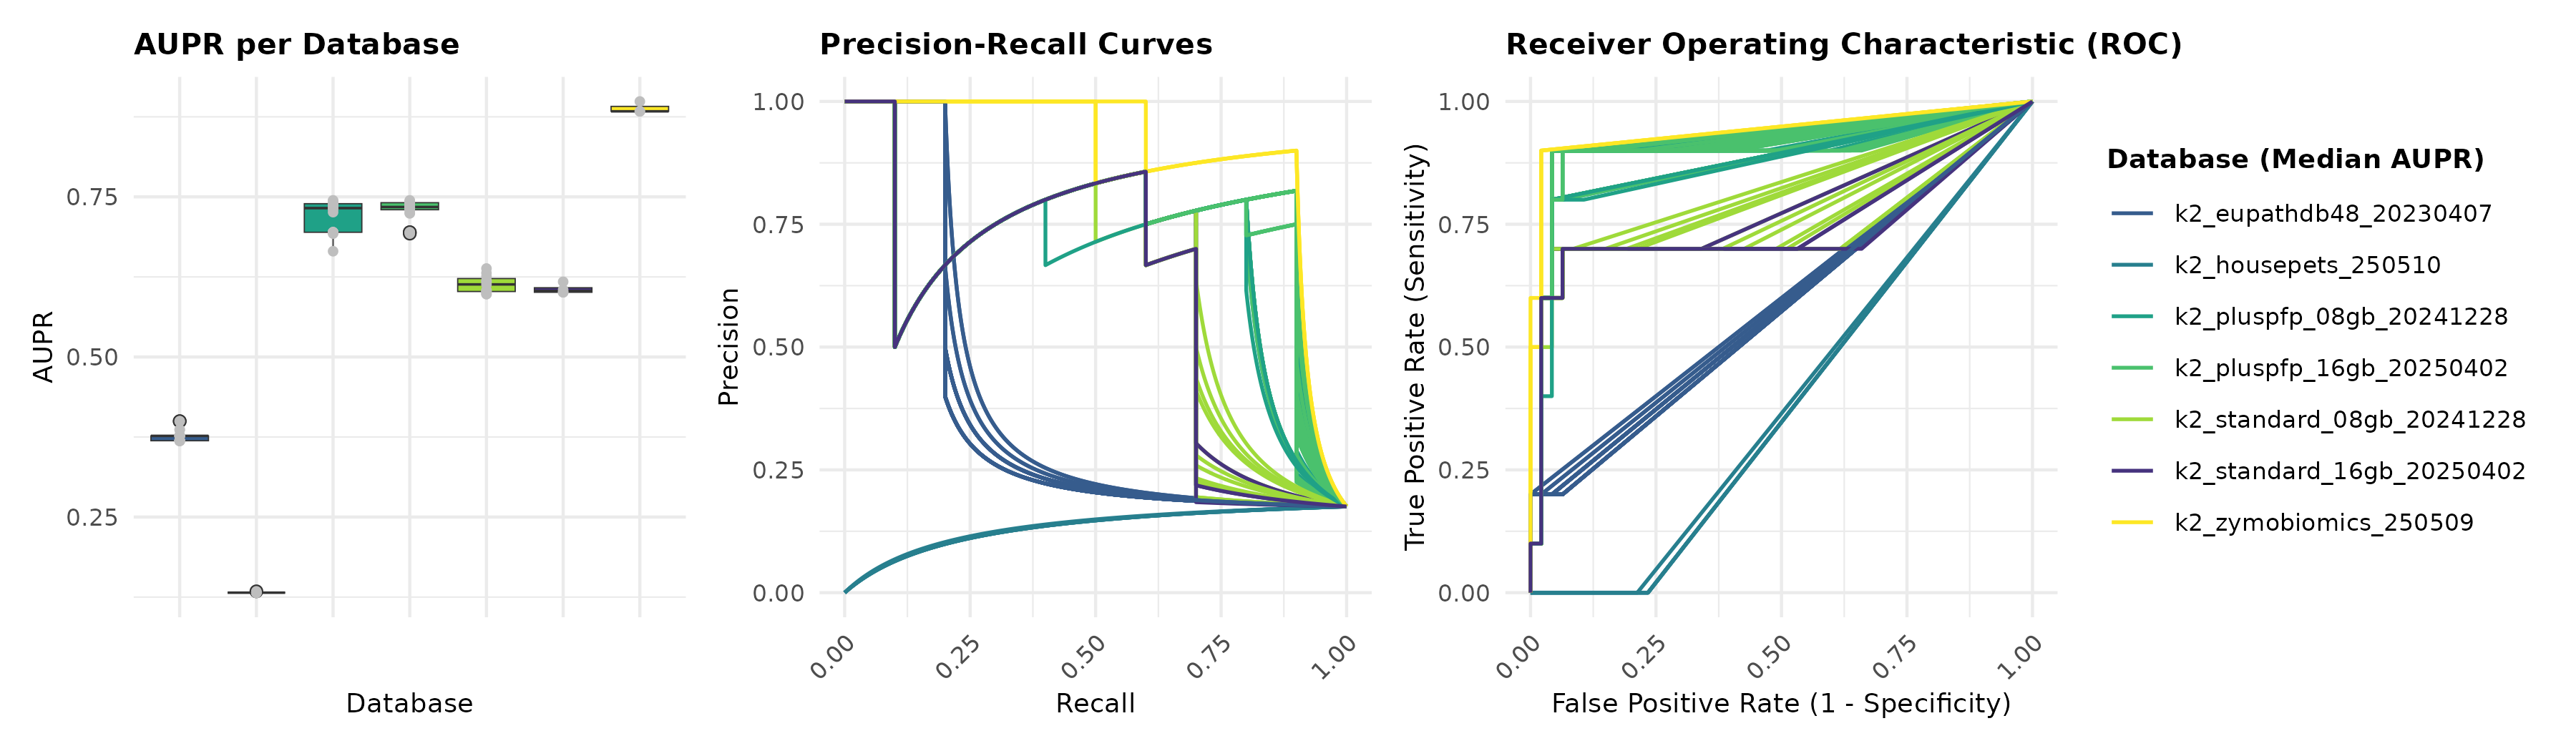 AUPR per Database
AUPR
0.75
0.50
0.25
Database
Precision-Recall Curves
Precision
1.00
0.75
0.50
0.25
0.00
0.00
0.25
0.50
0.75
1.00
Recall
Receiver Operating Characteristic (ROC)
True Positive Rate (Sensitivity)
1.00
0.75
0.50
0.25
0.00
0.00
0.25
0.50
0.75
1.00
False Positive Rate (1 - Specificity)
Database (Median AUPR)
k2_eupathdb48_20230407
k2_housepets_250510
k2_pluspfp_08gb_20241228
k2_pluspfp_16gb_20250402
k2_standard_08gb_20241228
k2_standard_16gb_20250402
k2_zymobiomics_250509